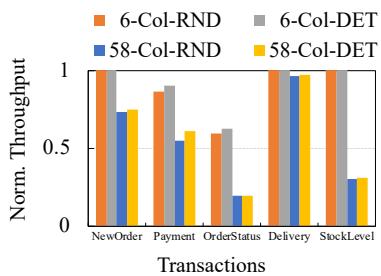 6-Col-RND 6-Col-DET
58-Col-RND 58-Col-DET
Norm. Throughput
1
0.5
0
NewOrder Payment OrderStatus Delivery StockLevel
Transactions